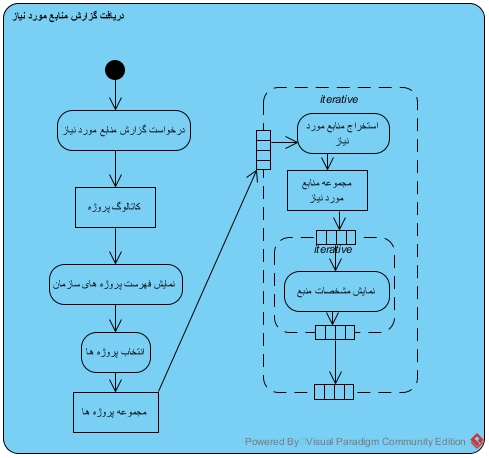 دریافت گزارش منابع مورد نیاز
درخواست گزارش منابع مورد نیاز
کاتالوگ پروژه
نمایش فهرست پروژه های سازمان
انتخاب پروژه ها
مجموعه پروژه ها
iterative
استخراج منابع مورد
نیاز
مجموعه منابع
مورد نیاز
iterative
نمایش مشخصات منبع
Powered By Visual Paradigm Community Edition